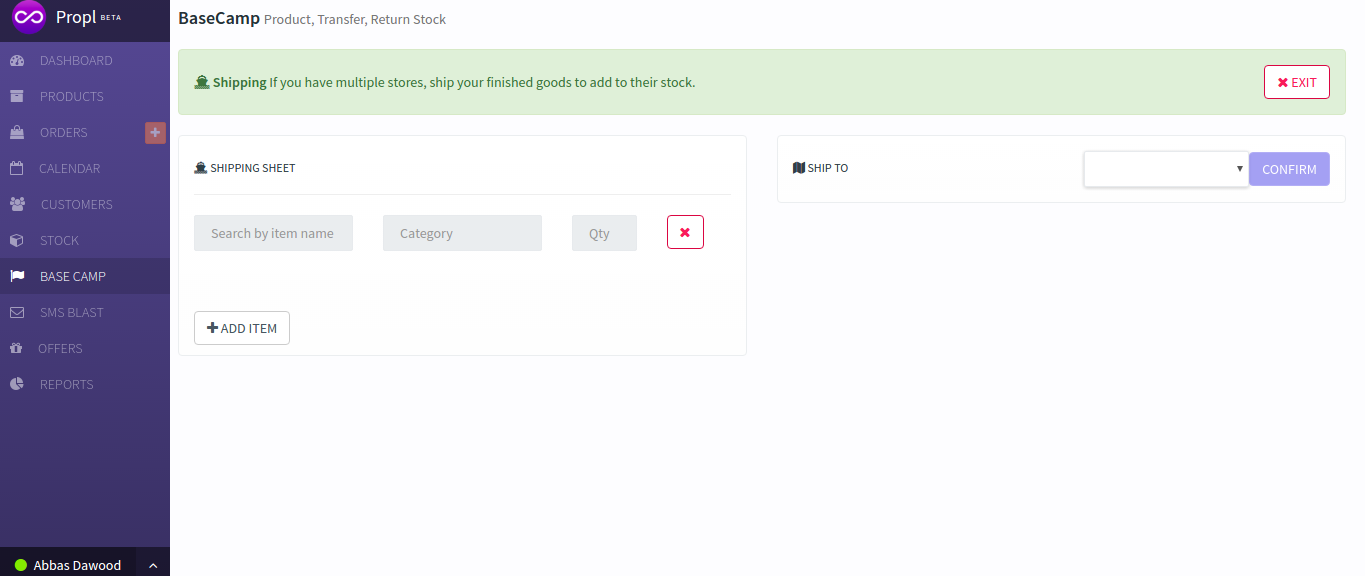 Propl BETA
DASHBOARD
PRODUCTS
ORDERS
CALENDAR
CUSTOMERS
STOCK
BASE CAMP
SMS BLAST
OFFERS
REPORTS
Abbas Dawood
BaseCamp Product, Transfer, Return Stock
Shipping If you have multiple stores, ship your finished goods to add to their stock.
EXIT
SHIPPING SHEET
Search by item name Category Qty
ADD ITEM
SHIP TO
CONFIRM